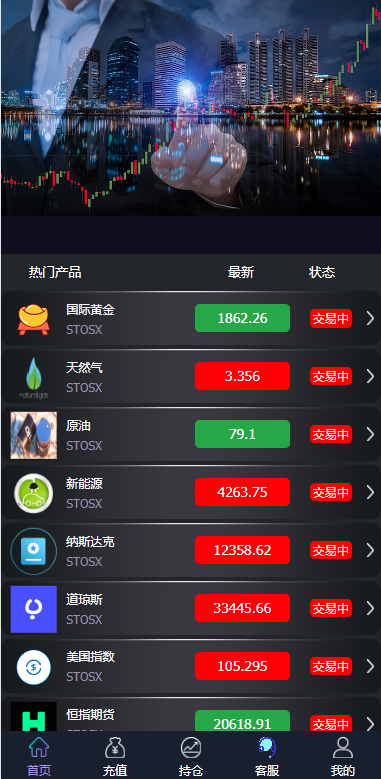 热门产品 最新 状态
国际黄金
STOSX
1862.26 交易中
naturalgas
天然气
STOSX
3.356 交易中
原油
STOSX
79.1 交易中
新能源
STOSX
4263.75 交易中
纳斯达克
STOSX
12358.62 交易中
道琼斯
STOSX
33445.66 交易中
美国指数
STOSX
105.295 交易中
恒指期货
STOSX
20618.91 交易中
首页 充值 持仓 客服 我的